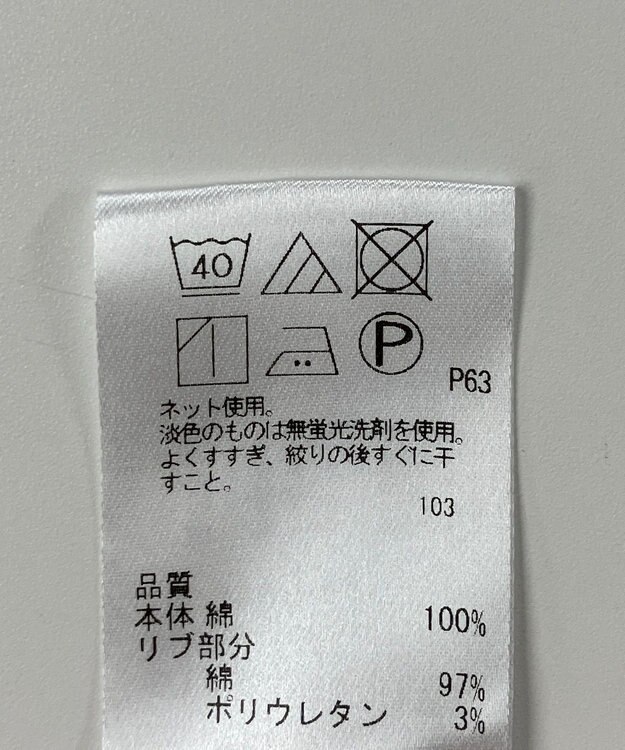 40
P
P63
ネット使用。
淡色のものは無蛍光洗剤を使用。
よくすすぎ、絞りの後すぐに干
すこと。
103
品質
本体 綿 100%
リブ部分
綿 97%
ポリウレタン 3%